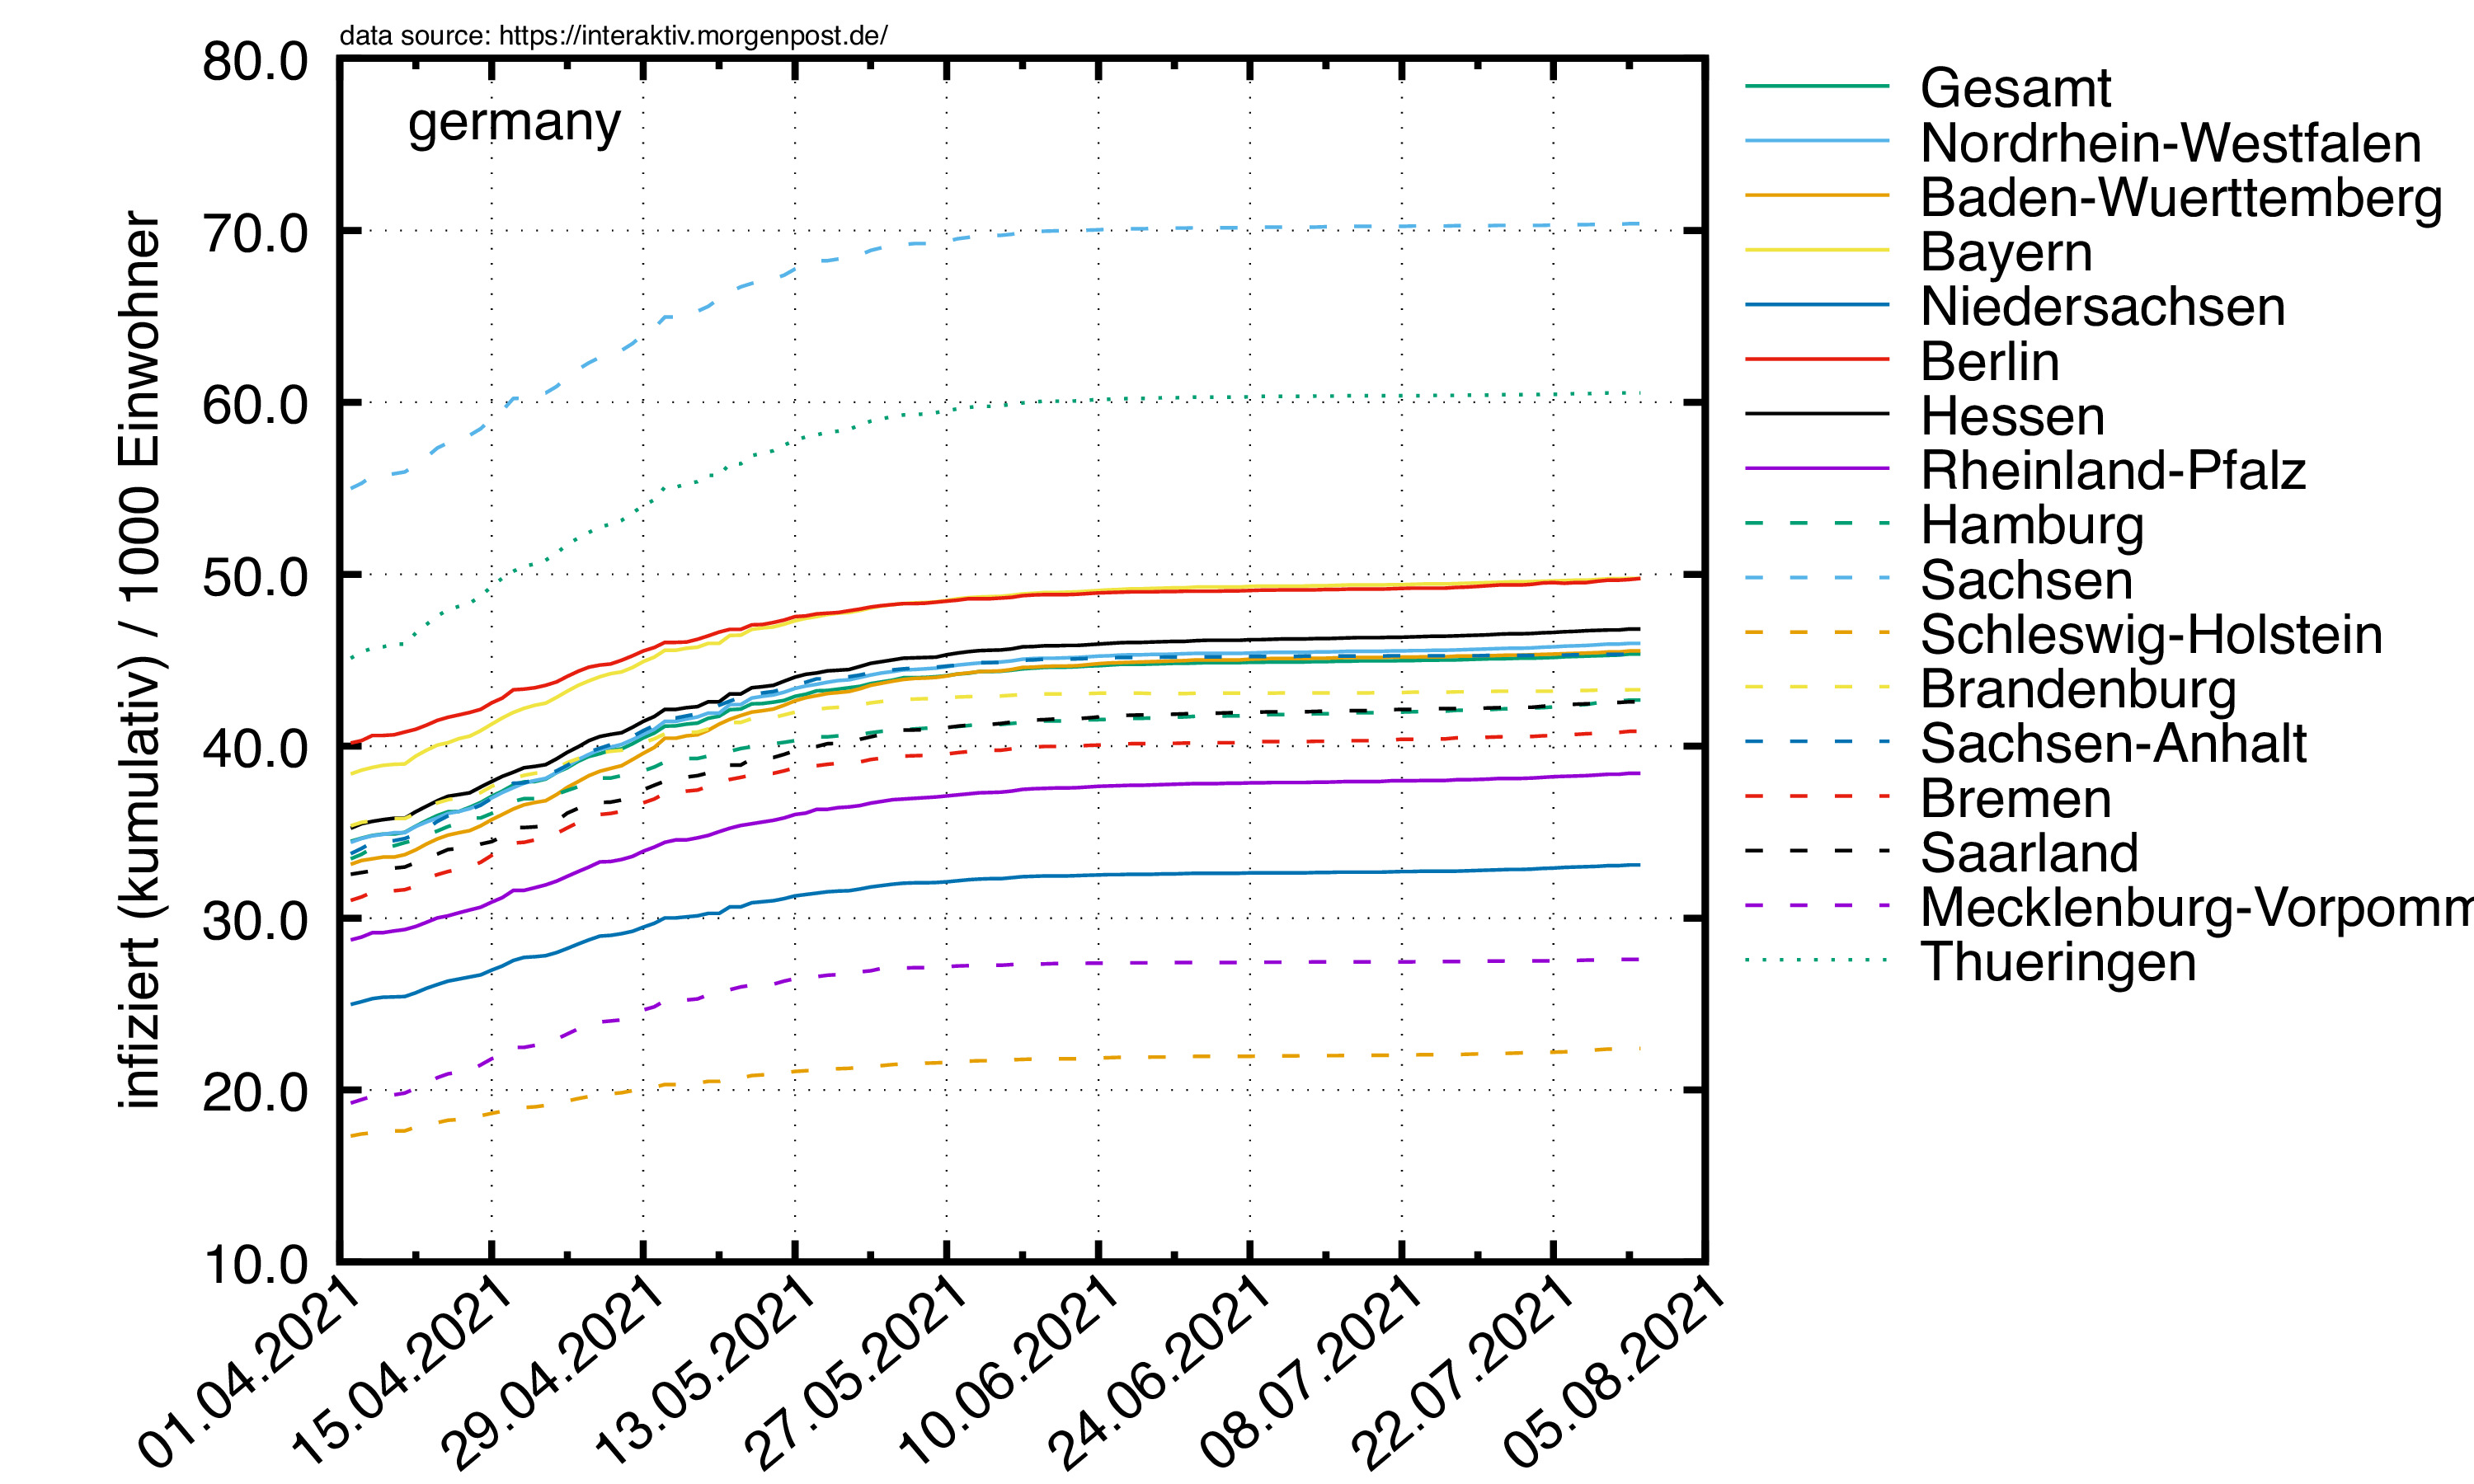 data source: https://interaktiv.morgenpost.de/
germany
infiziert (kumulativ) / 1000 Einwohner
80.0
70.0
60.0
50.0
40.0
30.0
20.0
10.0
01.04.2021
15.04.2021
29.04.2021
13.05.2021
27.05.2021
10.06.2021
24.06.2021
08.07.2021
22.07.2021
05.08.2021
Gesamt
Nordrhein-Westfalen
Baden-Wuerttemberg
Bayern
Niedersachsen
Berlin
Hessen
Rheinland-Pfalz
Hamburg
Sachsen
Schleswig-Holstein
Brandenburg
Sachsen-Anhalt
Bremen
Saarland
Mecklenburg-Vorpomm
Thueringen